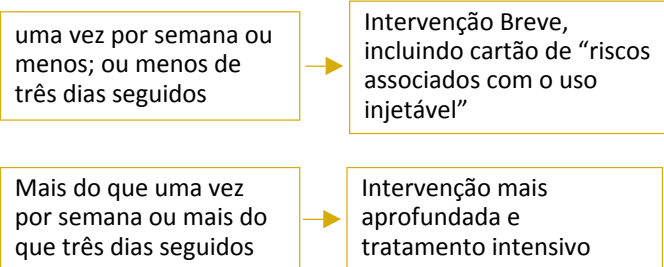 uma vez por semana ou
menos; ou menos de
três dias seguidos
Intervenção Breve,
incluindo cartão de “riscos
associados com o uso
injetável”
Mais do que uma vez
por semana ou mais do
que três dias seguidos
Intervenção mais
aprofundada e
tratamento intensivo